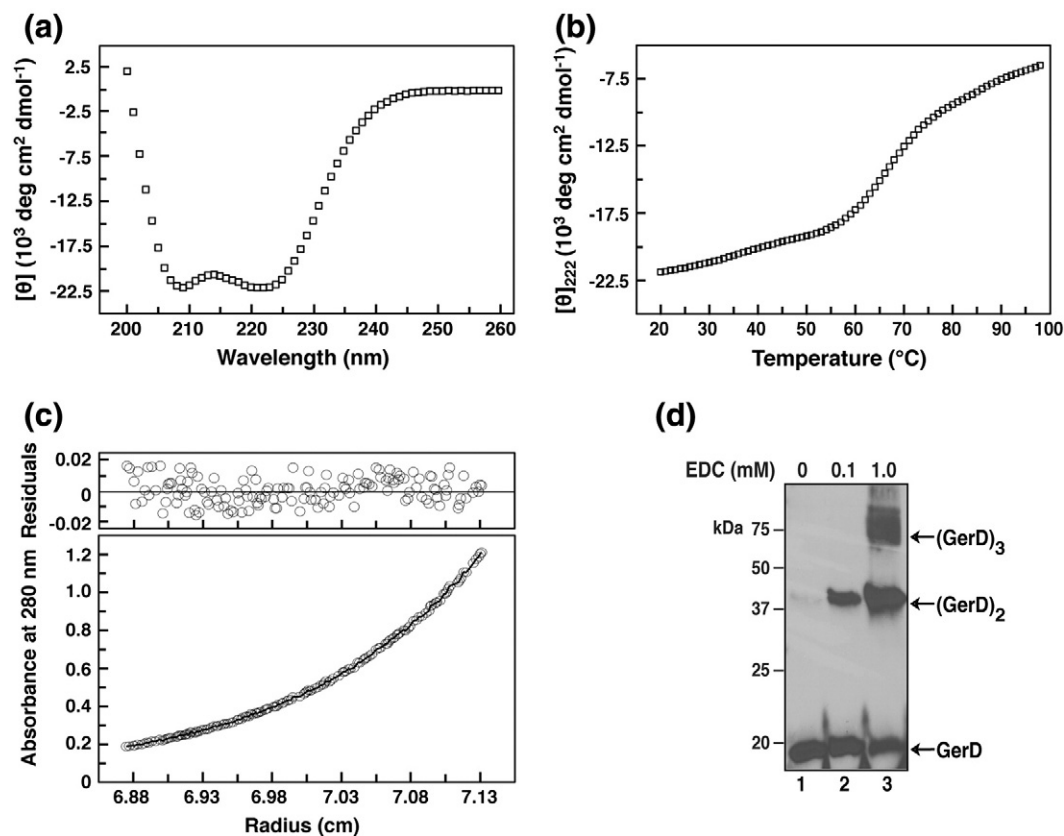 (a)
[θ] (10³ deg cm² dmol⁻¹)
2.5
-2.5
-7.5
-12.5
-17.5
-22.5
200 210 220 230 240 250 260
Wavelength (nm)
(b)
[θ]₂₂₂ (10³ deg cm² dmol⁻¹)
-7.5
-12.5
-17.5
-22.5
20 30 40 50 60 70 80 90 100
Temperature (°C)
(c)
Residuals
0.02
0
-0.02
Absorbance at 280 nm
1.2
1.0
0.8
0.6
0.4
0.2
0
6.88 6.93 6.98 7.03 7.08 7.13
Radius (cm)
(d)
EDC (mM) 0 0.1 1.0
kDa 75
(GerD)₃
50
37
(GerD)₂
25
20
GerD
1 2 3